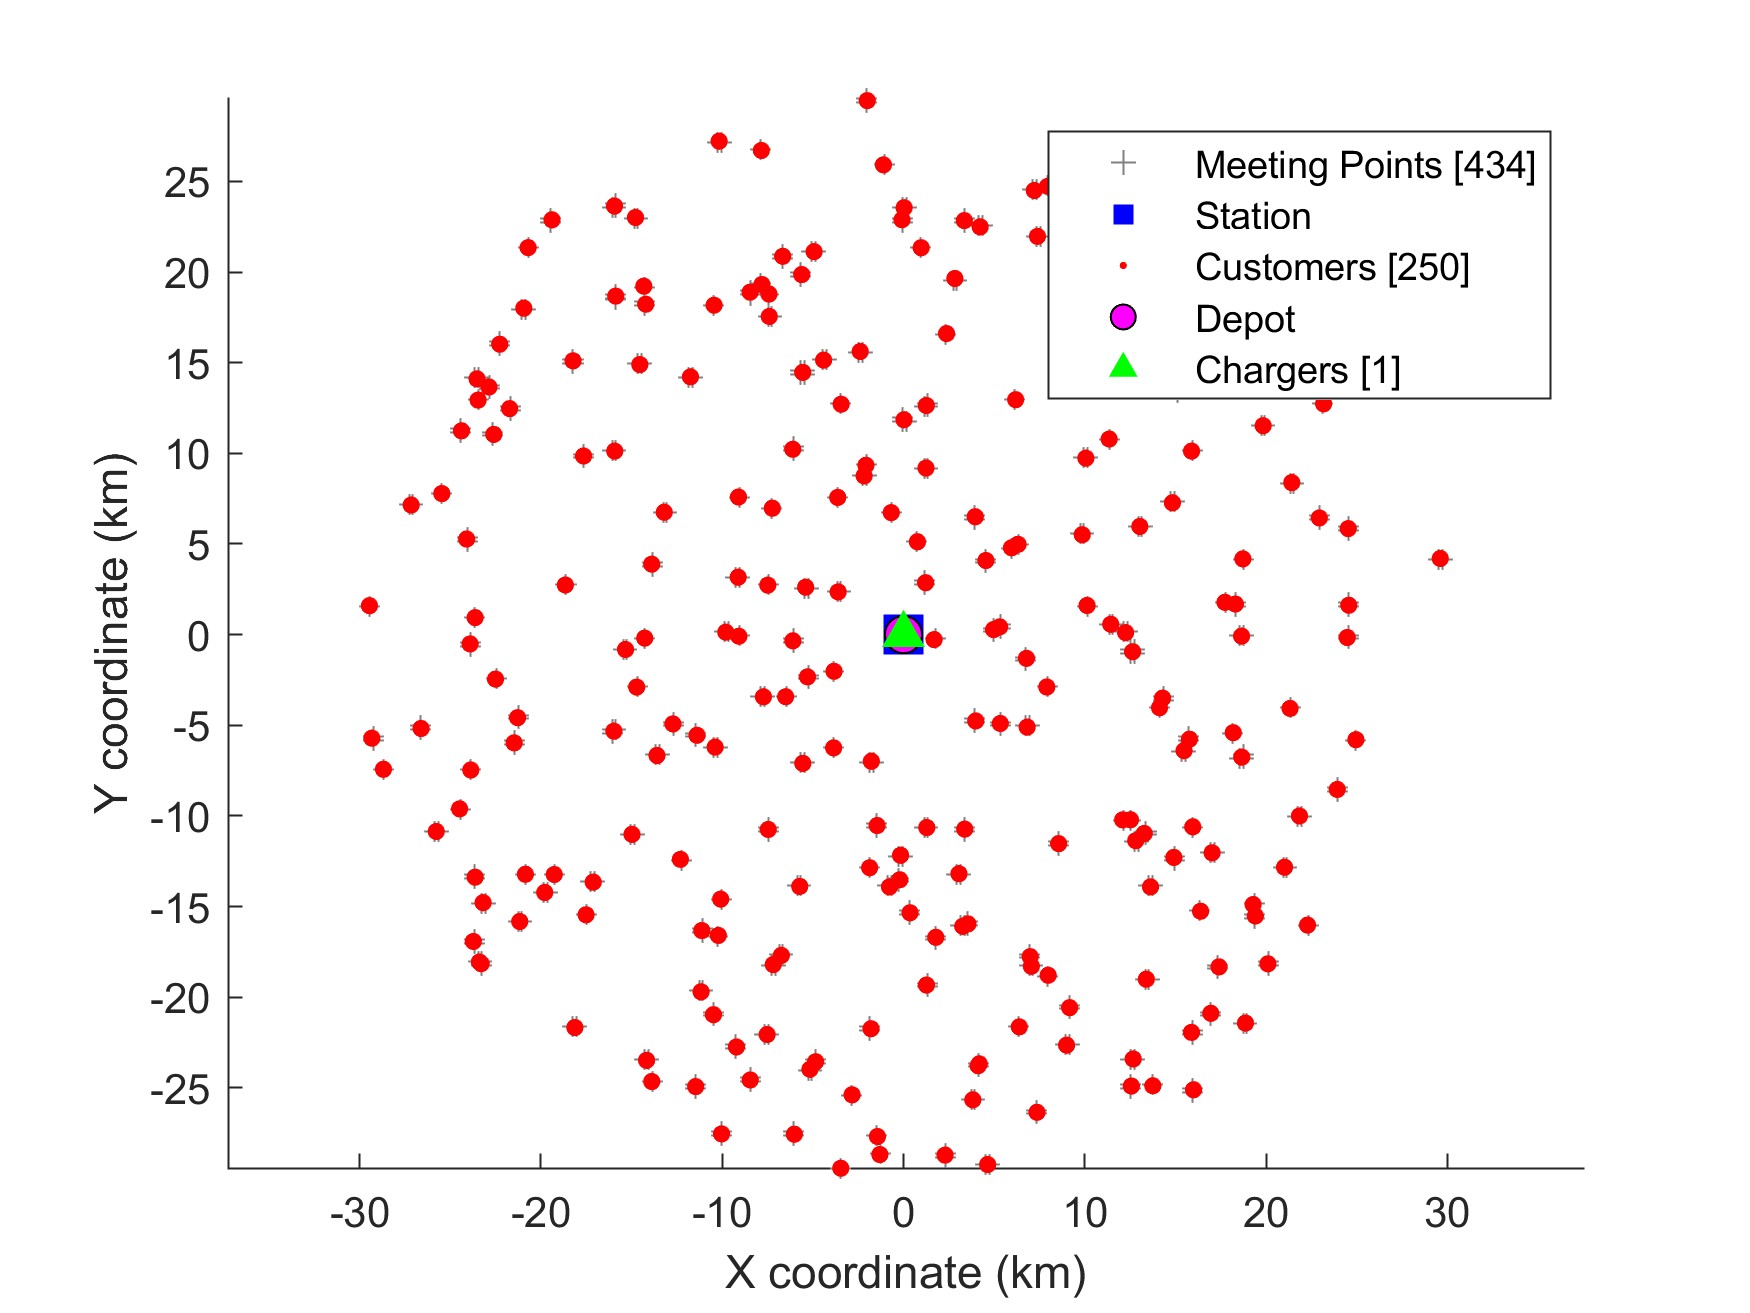 Meeting Points [434]
Station
Customers [250]
Depot
Chargers [1]
25
20
15
10
5
0
-5
-10
-15
-20
-25
Y coordinate (km)
-30 -20 -10 0 10 20 30
X coordinate (km)